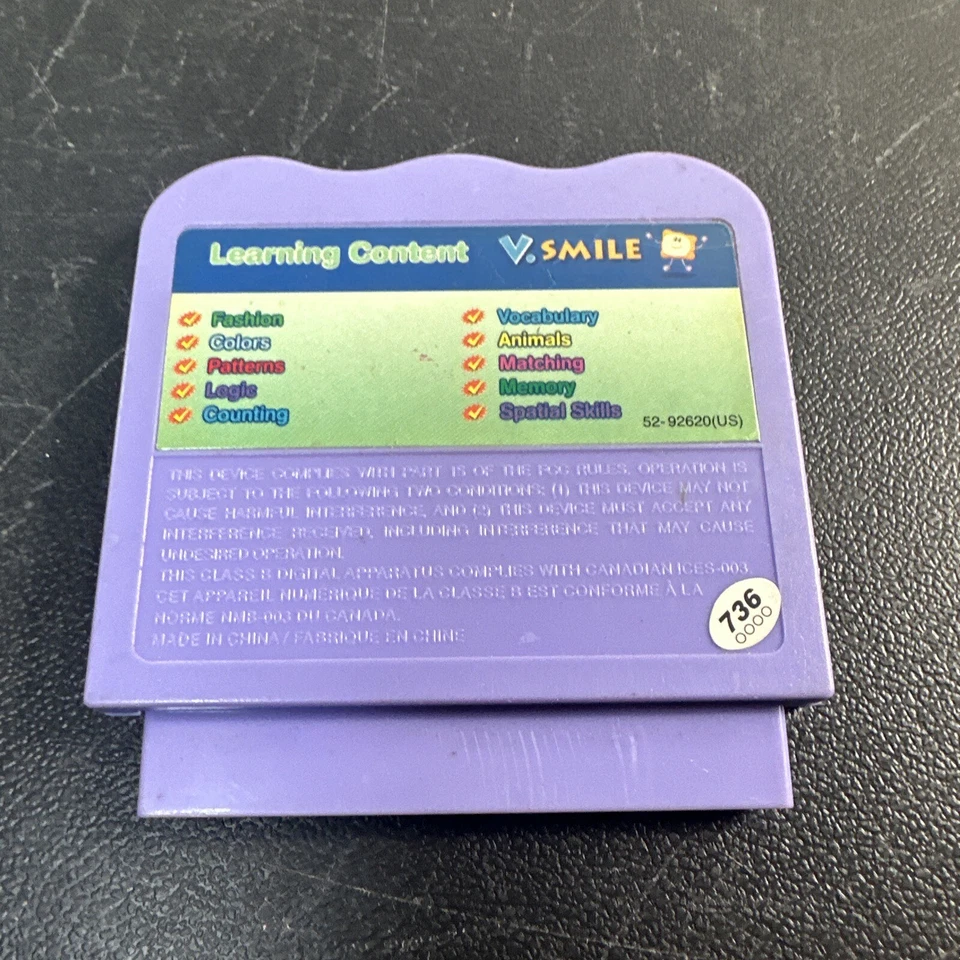 Learning Content V.SMILE
Fashion
Colors
Patterns
Logic
Counting
Vocabulary
Animals
Matching
Memory
Spatial Skills
52-92620(US)
THIS DEVICE COMPLIES WITH PART 15 OF THE FCC RULES. OPERATION IS
SUBJECT TO THE FOLLOWING TWO CONDITIONS: (1) THIS DEVICE MAY NOT
CAUSE HARMFUL INTERFERENCE, AND (2) THIS DEVICE MUST ACCEPT ANY
INTERFERENCE RECEIVED, INCLUDING INTERFERENCE THAT MAY CAUSE
UNDESIRED OPERATION.
THIS CLASS B DIGITAL APPARATUS COMPLIES WITH CANADIAN ICES-003.
CET APPAREIL NUMERIQUE DE LA CLASSE B EST CONFORME À LA
NORME NMB-003 DU CANADA.
MADE IN CHINA / FABRIQUE EN CHINE
736
0000